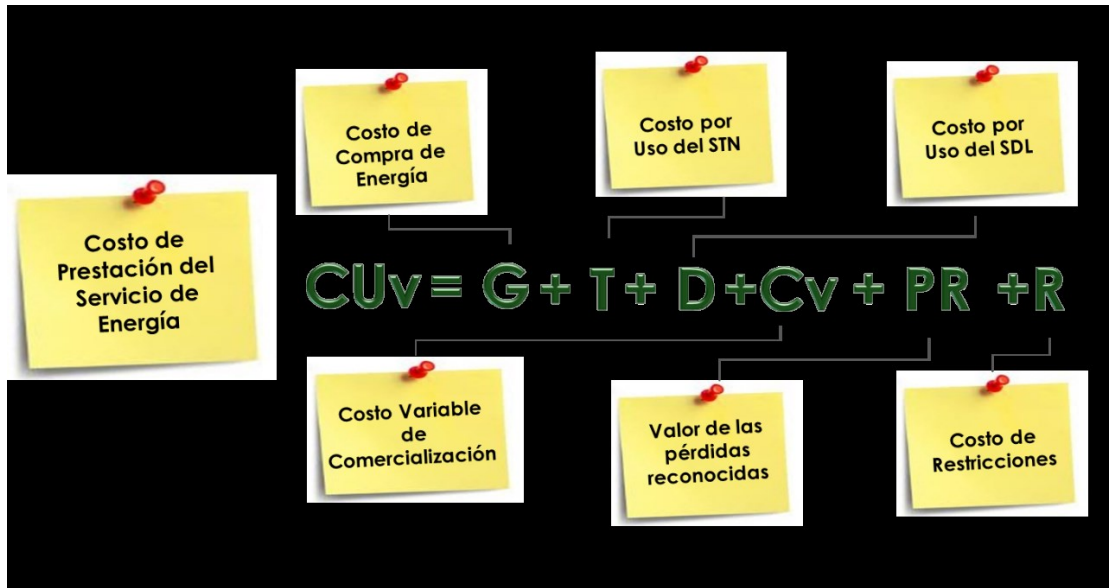 Costo de
Compra de
Energía
Costo por
Uso del STN
Costo por
Uso del SDL
Costo de
Prestación del
Servicio de
Energía
CUv= G + T + D +Cv + PR +R
Costo Variable
de
Comercialización
Valor de las
pérdidas
reconocidas
Costo de
Restricciones